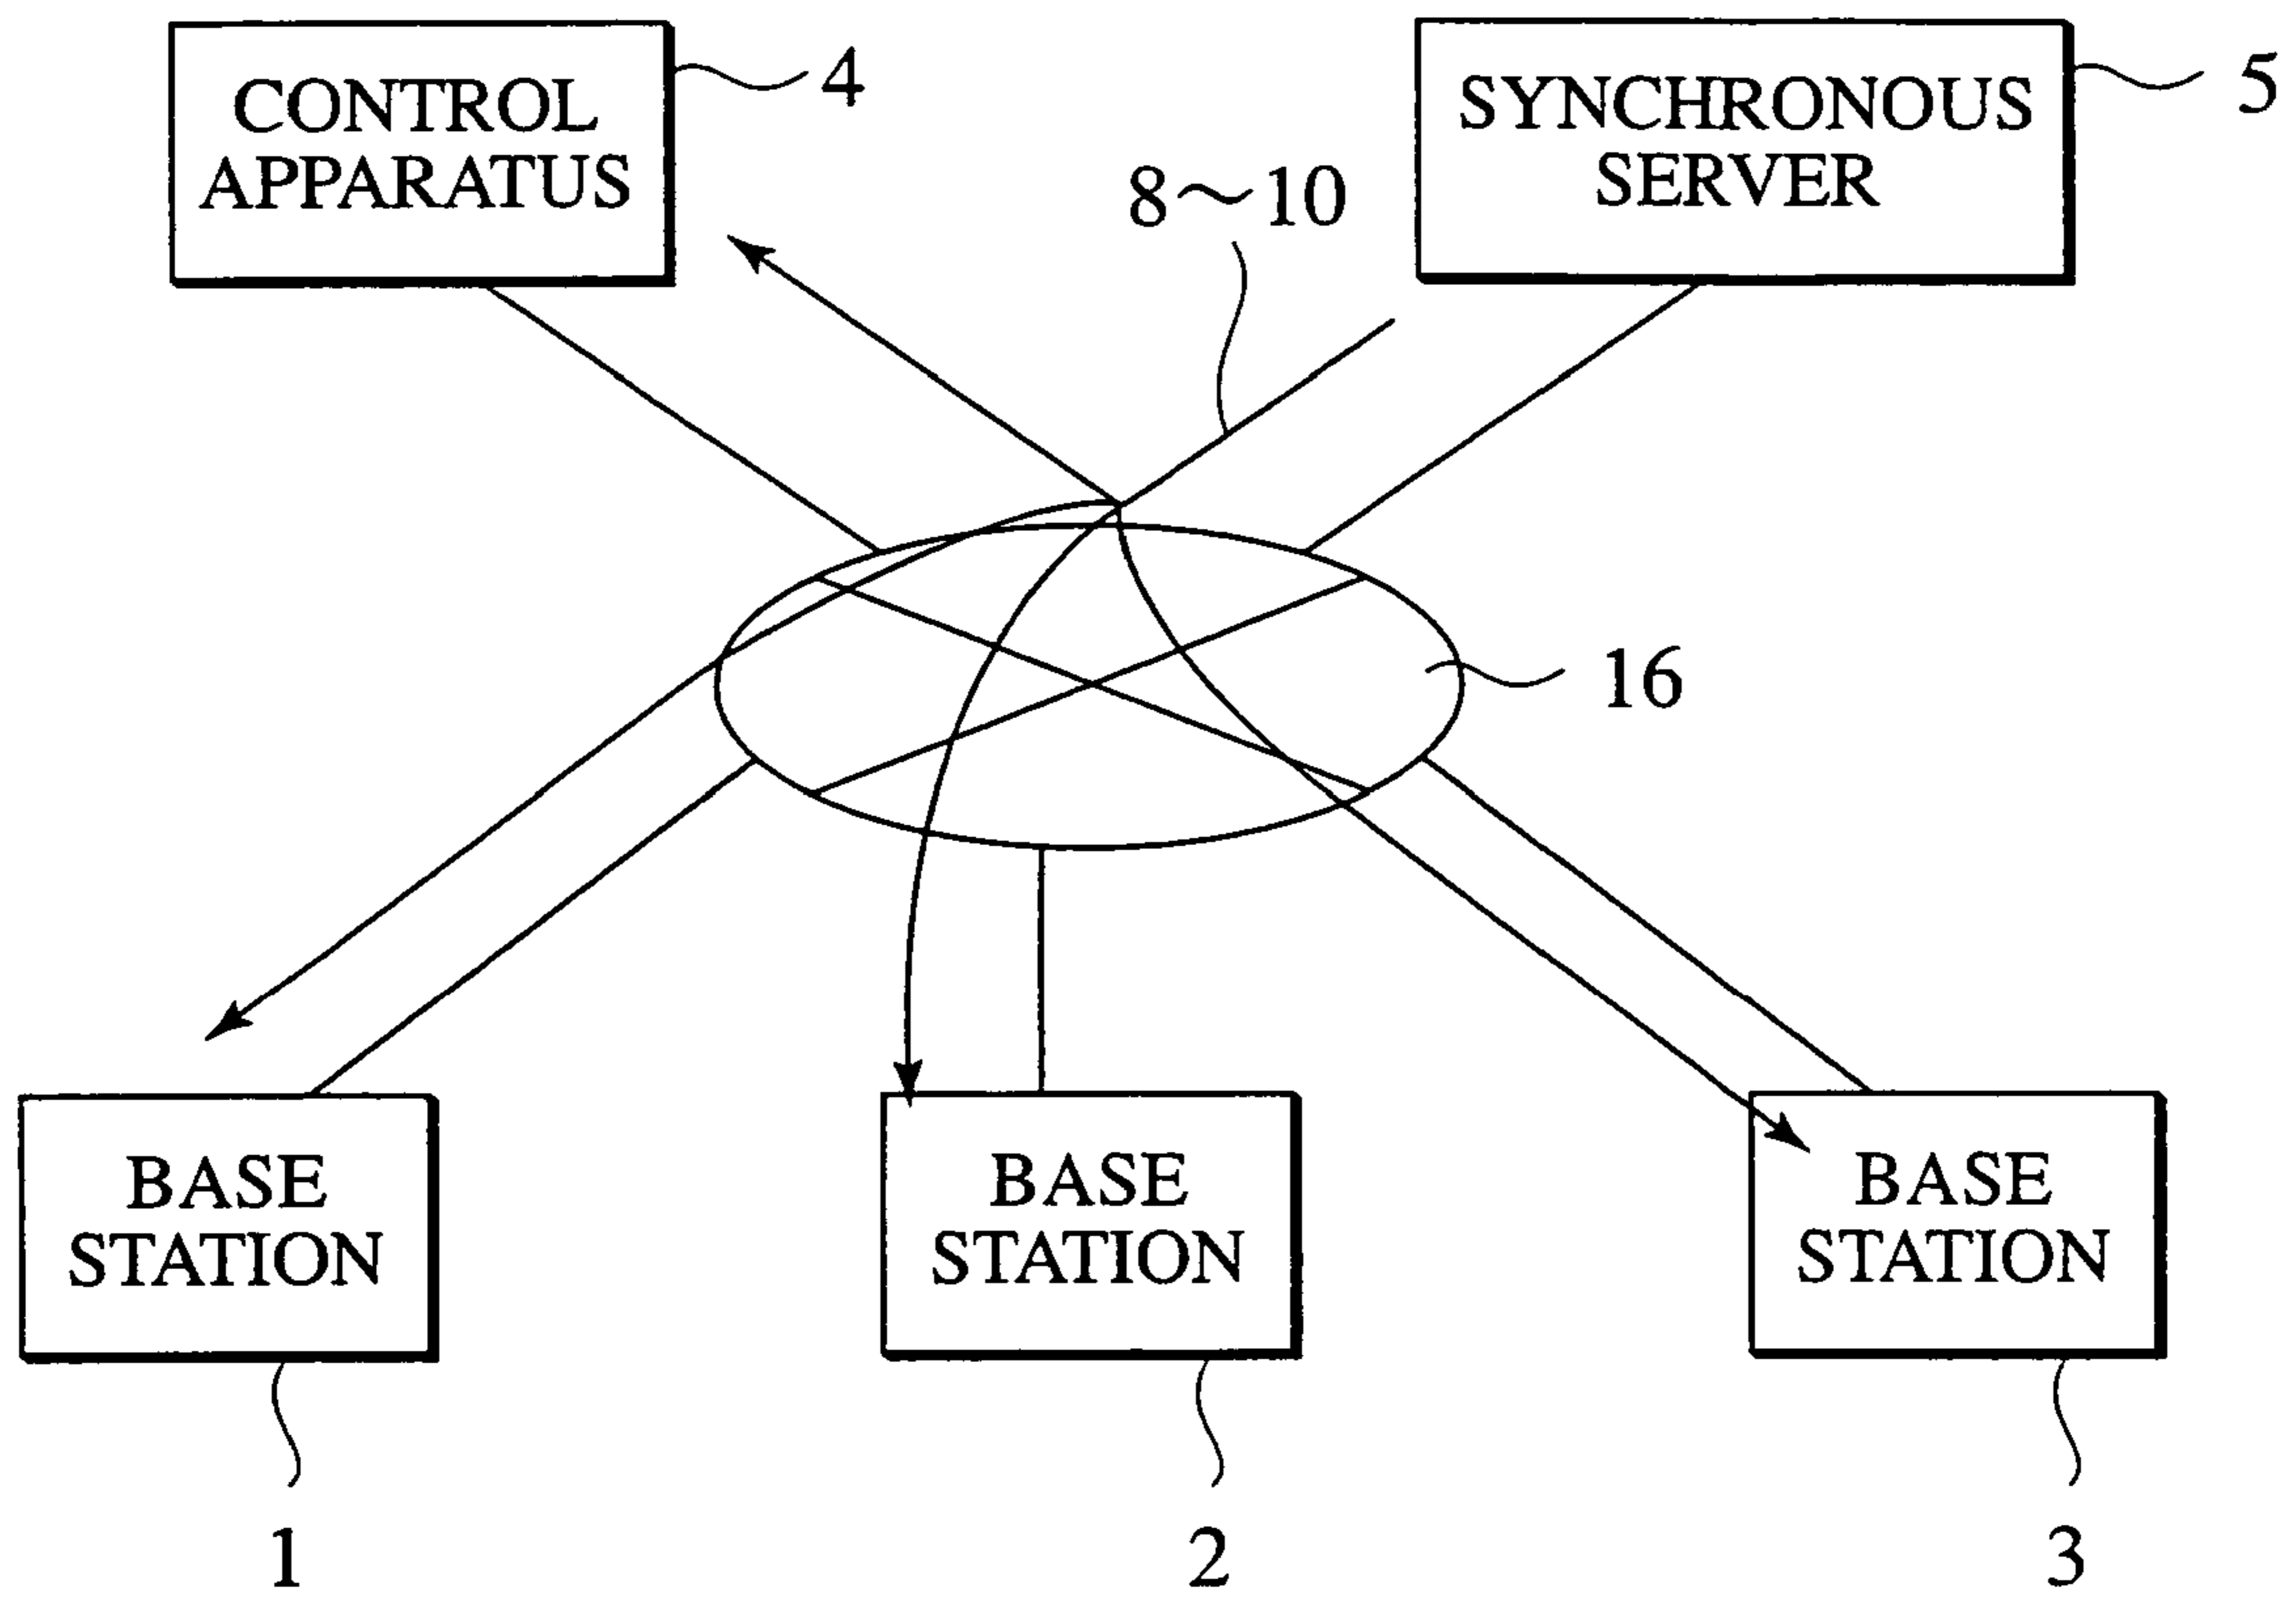 CONTROL
APPARATUS
4
SYNCHRONOUS
SERVER
5
8～10
16
BASE
STATION
BASE
STATION
BASE
STATION
1
2
3